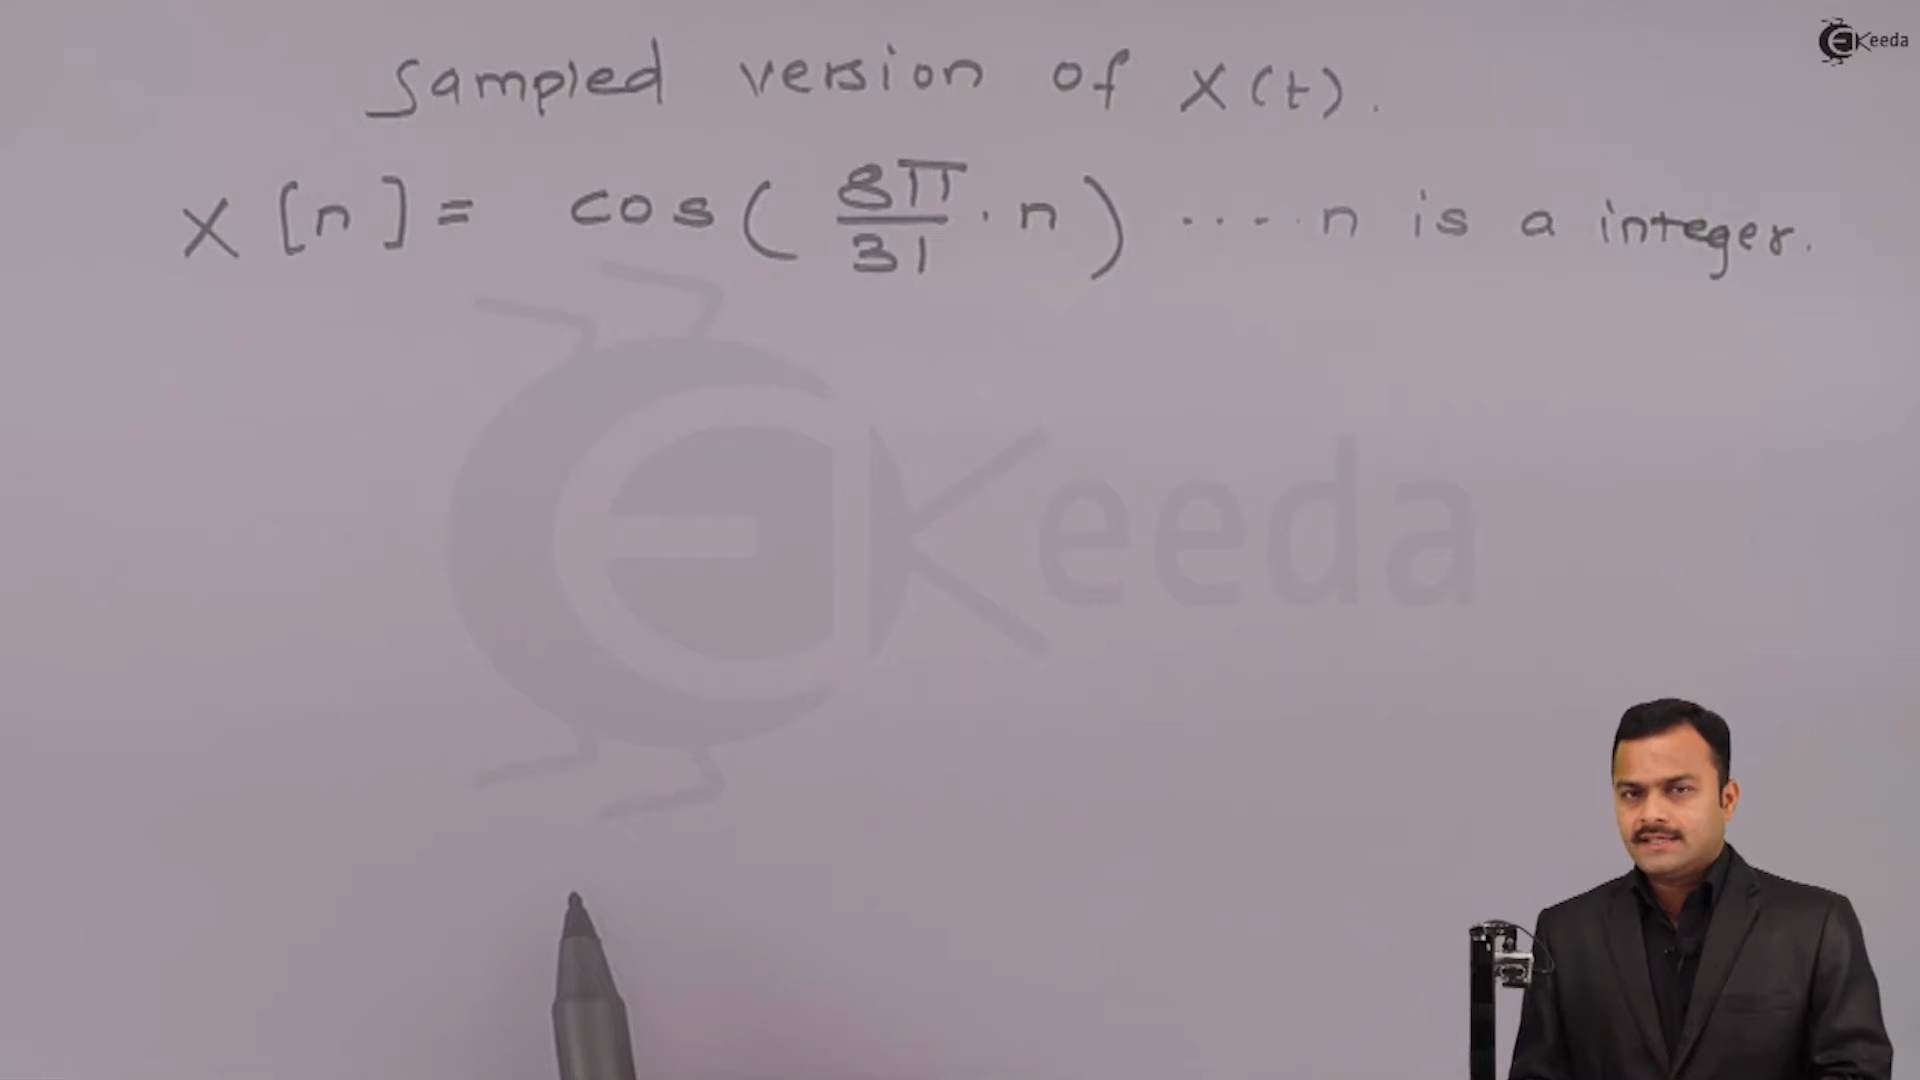 EKeeda
Sampled version of X(t).
X[n] = cos(8π/31 · n) ..... n is a integer.
EKeeda